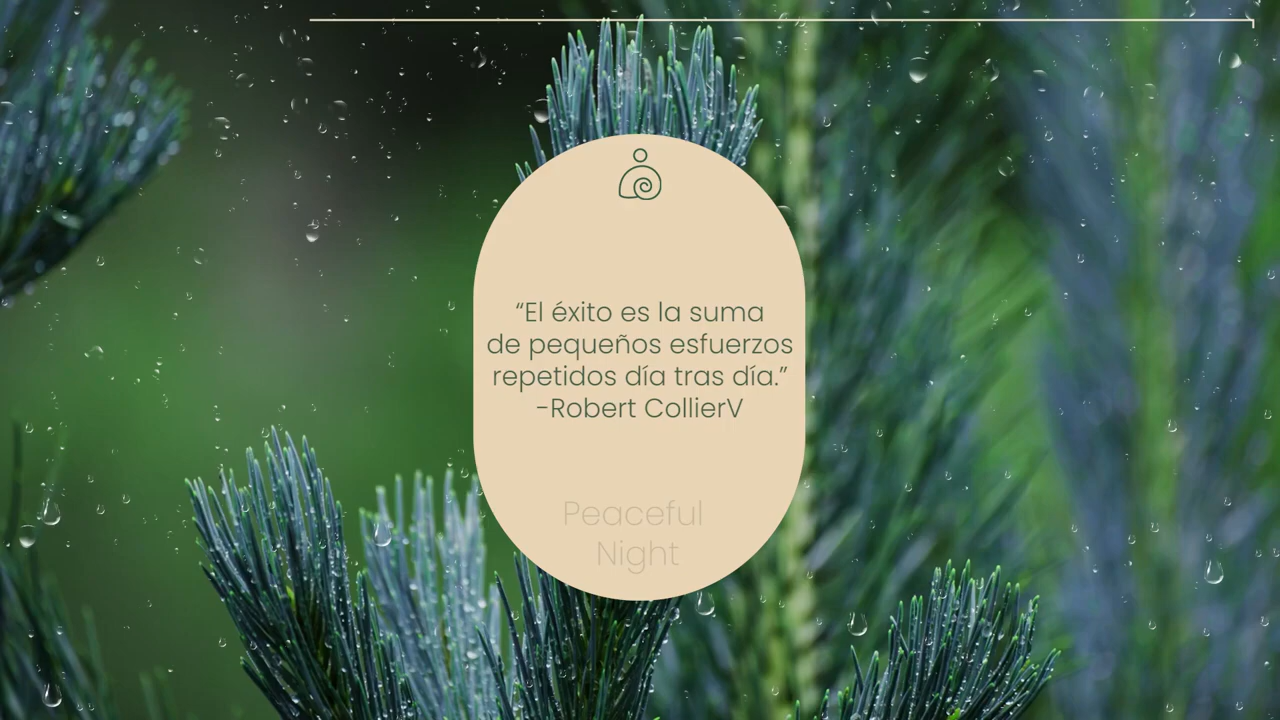 “El éxito es la suma
de pequeños esfuerzos
repetidos día tras día.”
-Robert CollierV
Peaceful
Night